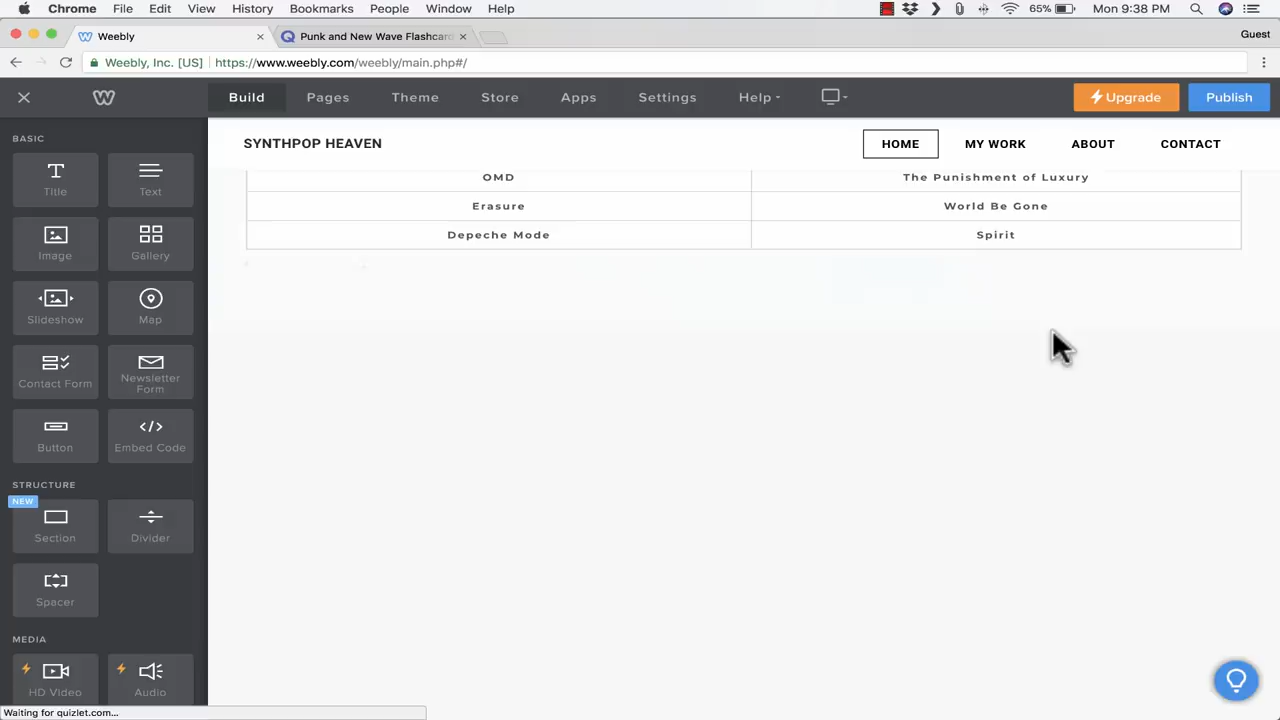 Chrome File Edit View History Bookmarks People Window Help 65% Mon 9:38 PM
Weebly Punk and New Wave Flashcard Guest
Weebly, Inc. [US] https://www.weebly.com/weebly/main.php#/
Build Pages Theme Store Apps Settings Help Upgrade Publish
SYNTHPOP HEAVEN HOME MY WORK ABOUT CONTACT
OMD The Punishment of Luxury
Erasure World Be Gone
Depeche Mode Spirit
BASIC
Title Text
Image Gallery
Slideshow Map
Contact Form Newsletter Form
Button Embed Code
STRUCTURE
NEW
Section Divider
Spacer
MEDIA
HD Video Audio
Waiting for quizlet.com...